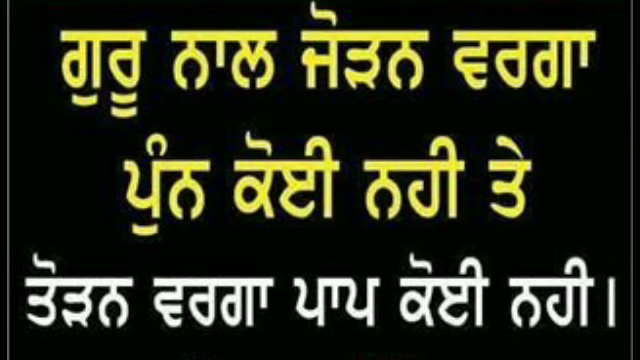 ਗੁਰੂ ਨਾਲ ਜੋੜਨ ਵਰਗਾ
ਪੁੰਨ ਕੋਈ ਨਹੀ ਤੇ
ਤੋੜਨ ਵਰਗਾ ਪਾਪ ਕੋਈ ਨਹੀ।